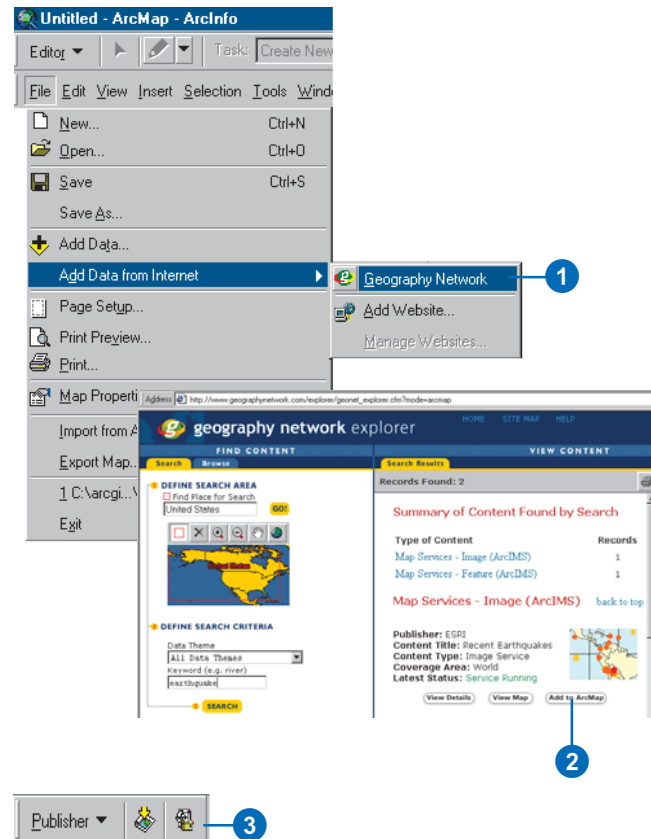 Untitled - ArcMap - ArcInfo
Editor
Task:
Create New
File Edit View Insert Selection Tools Wind
New... Ctrl+N
Open... Ctrl+O
Save Ctrl+S
Save As...
Add Data...
Add Data from Internet
Geography Network
1
Add Website...
Manage Websites...
Page Setup...
Print Preview...
Print...
Map Properti
Import from A
Export Map..
1 C:\arcgi...\
Exit
Address http://www.geographynetwork.com/explorer/geonet_explorer.cfm?mode=arcmap
geography network explorer
HOME SITE MAP HELP
FIND CONTENT
VIEW CONTENT
Search Browse
Search Results
Records Found: 2
DEFINE SEARCH AREA
Find Place for Search
United States
GO!
United States
DEFINE SEARCH CRITERIA
Data Theme
All Data Themes
Keyword (e.g. river)
earthquake
SEARCH
Summary of Content Found by Search
Type of Content Records
Map Services - Image (ArcIMS) 1
Map Services - Feature (ArcIMS) 1
Map Services - Image (ArcIMS) back to top
Publisher: ESRI
Content Title: Recent Earthquakes
Content Type: Image Service
Coverage Area: World
Latest Status: Service Running
View Details View Map Add to ArcMap
2
Publisher
3